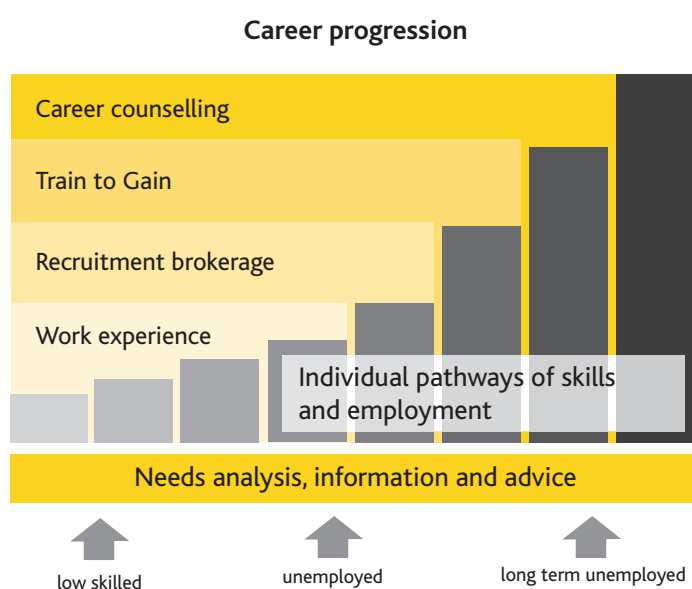 Career progression
Career counselling
Train to Gain
Recruitment brokerage
Work experience
Individual pathways of skills
and employment
Needs analysis, information and advice
low skilled
unemployed
long term unemployed